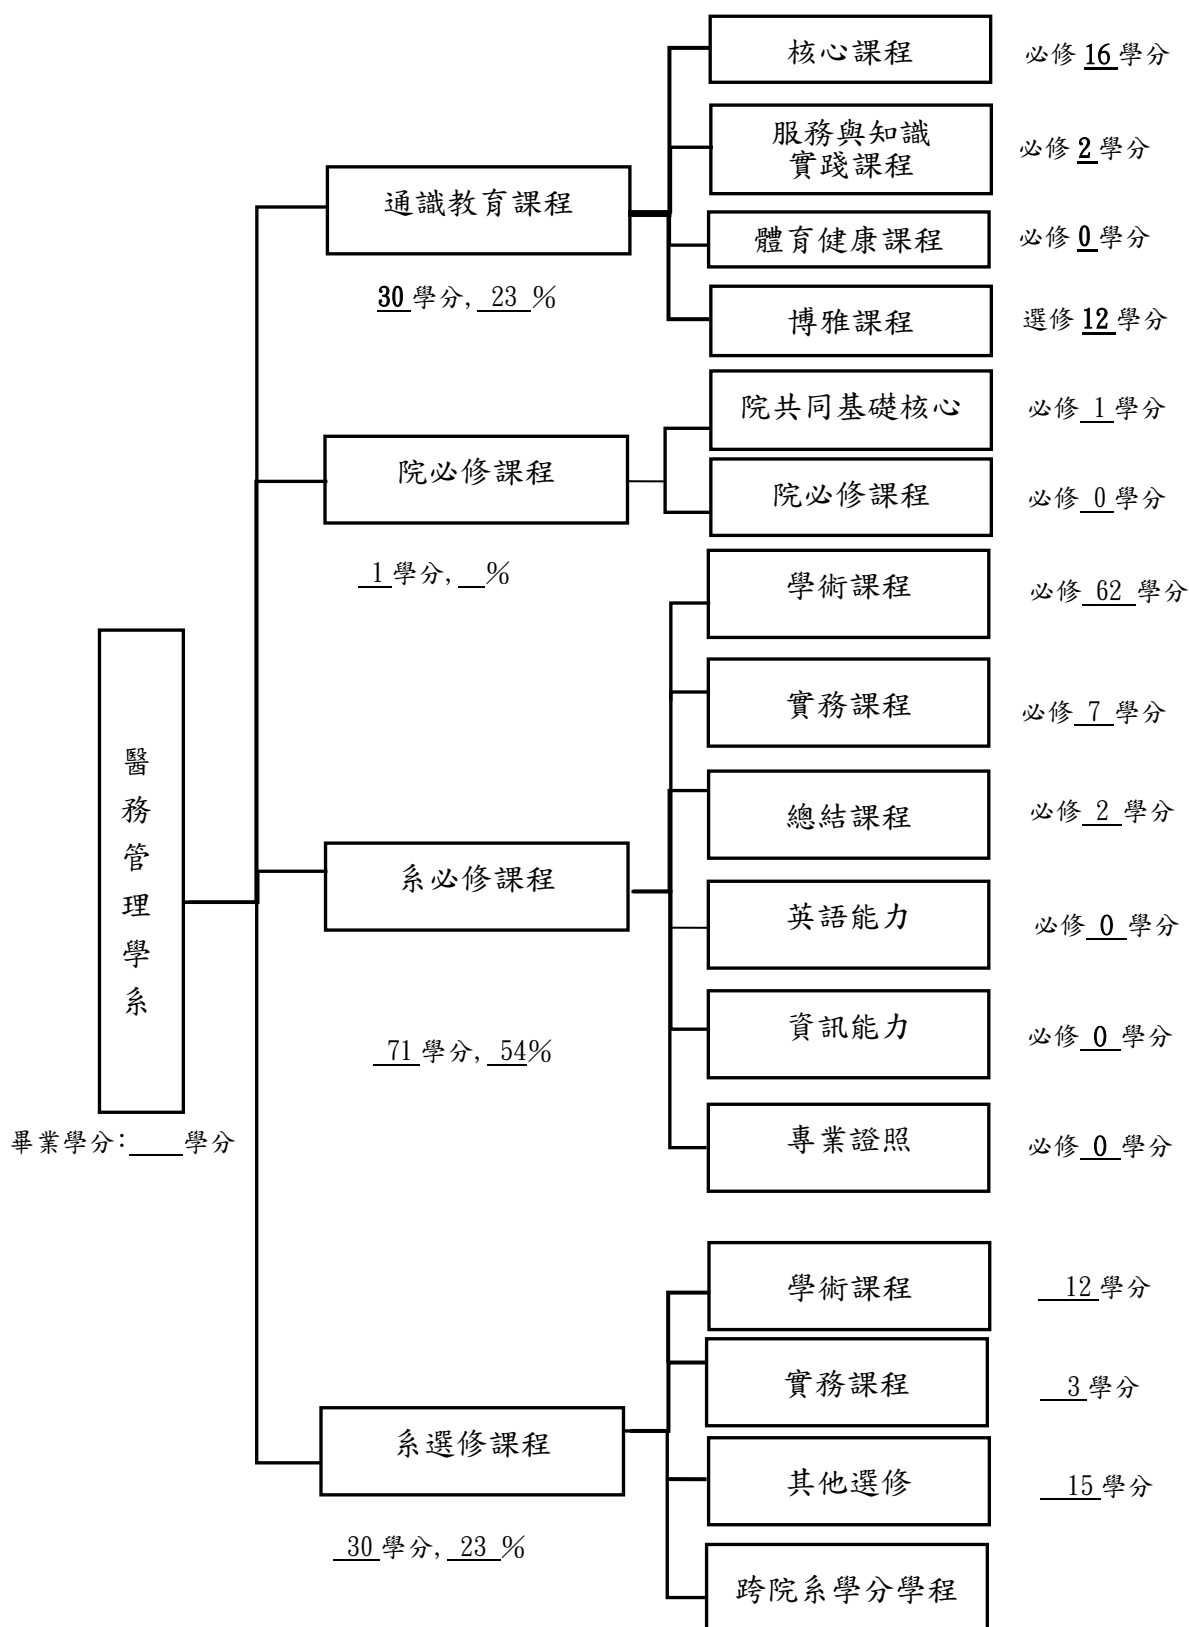 核心課程
必修 16 學分
服務與知識
實踐課程
必修 2 學分
通識教育課程
體育健康課程
必修 0 學分
30 學分, 23 %
博雅課程
選修 12 學分
院共同基礎核心
必修 1 學分
院必修課程
院必修課程
必修 0 學分
1 學分, __%
學術課程
必修 62 學分
實務課程
必修 7 學分
醫務管理學系
總結課程
必修 2 學分
系必修課程
英語能力
必修 0 學分
71 學分, 54%
資訊能力
必修 0 學分
畢業學分:____學分
專業證照
必修 0 學分
學術課程
12 學分
實務課程
3 學分
系選修課程
其他選修
15 學分
30 學分, 23 %
跨院系學分學程